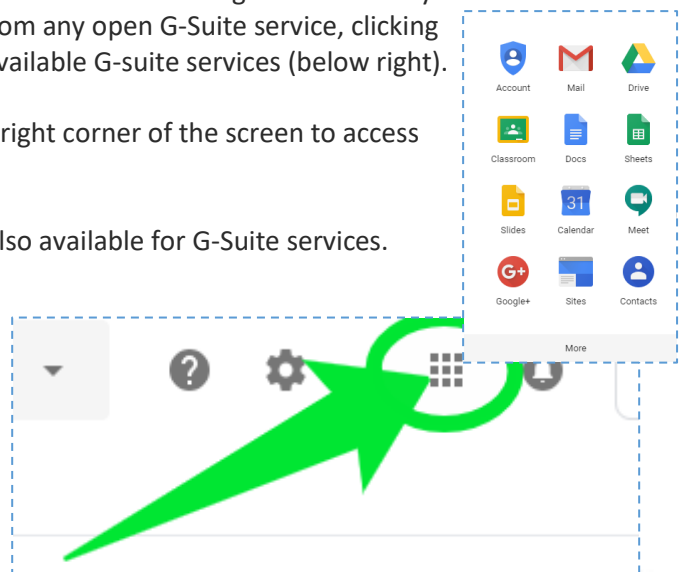 om any open G-Suite service, clicking
vailable G-suite services (below right).
right corner of the screen to access
lso available for G-Suite services.
Account Mail Drive
Classroom Docs Sheets
31
Slides Calendar Meet
G+
Google+ Sites Contacts
More
?